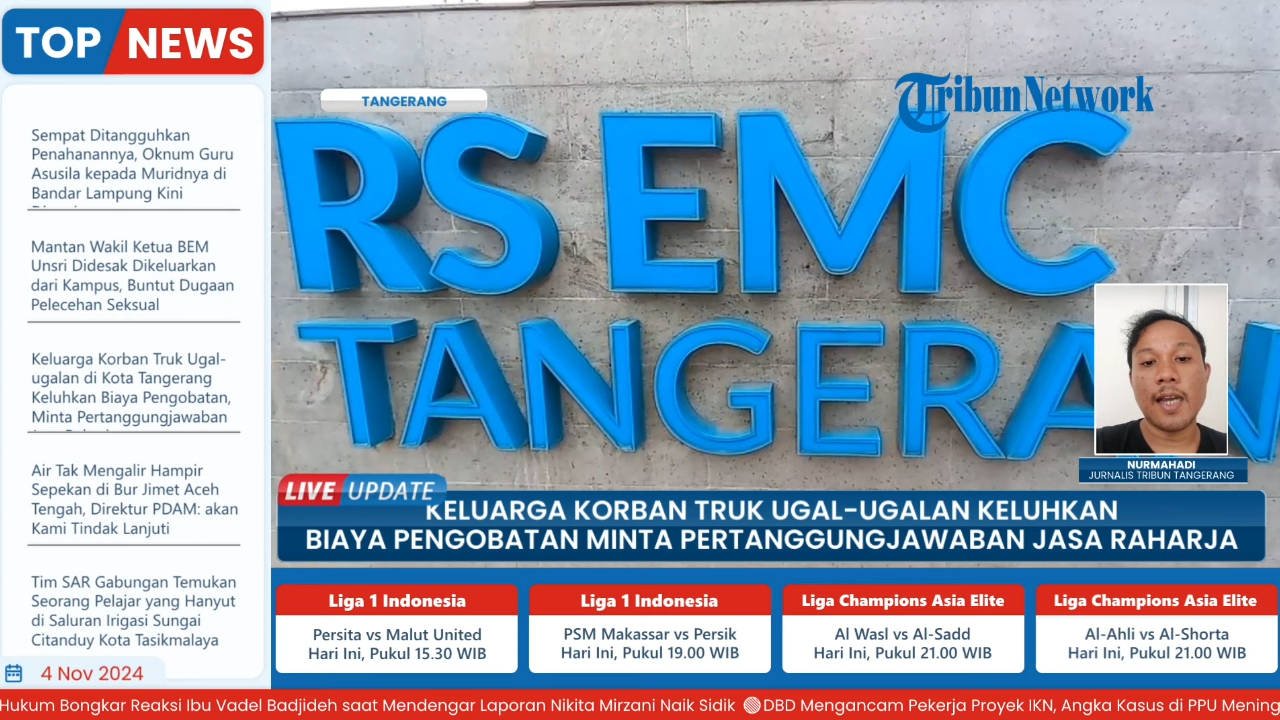 TOP NEWS
Sempat Ditangguhkan
Penahanannya, Oknum Guru
Asusila kepada Muridnya di
Bandar Lampung Kini
Mantan Wakil Ketua BEM
Unsri Didesak Dikeluarkan
dari Kampus, Buntut Dugaan
Pelecehan Seksual
Keluarga Korban Truk Ugal-
ugalan di Kota Tangerang
Keluhkan Biaya Pengobatan,
Minta Pertanggungjawaban
Air Tak Mengalir Hampir
Sepekan di Bur Jimet Aceh
Tengah, Direktur PDAM: akan
Kami Tindak Lanjuti
Tim SAR Gabungan Temukan
Seorang Pelajar yang Hanyut
di Saluran Irigasi Sungai
Citanduy Kota Tasikmalaya
4 Nov 2024
TANGERANG
TribunNetwork
RS EMC
TANGERAN
NURMAHADI
JURNALIS TRIBUN TANGERANG
LIVE UPDATE
KELUARGA KORBAN TRUK UGAL-UGALAN KELUHKAN
BIAYA PENGOBATAN MINTA PERTANGGUNGJAWABAN JASA RAHARJA
Liga 1 Indonesia
Persita vs Malut United
Hari Ini, Pukul 15.30 WIB
Liga 1 Indonesia
PSM Makassar vs Persik
Hari Ini, Pukul 19.00 WIB
Liga Champions Asia Elite
Al Wasl vs Al-Sadd
Hari Ini, Pukul 21.00 WIB
Liga Champions Asia Elite
Al-Ahli vs Al-Shorta
Hari Ini, Pukul 21.00 WIB
Hukum Bongkar Reaksi Ibu Vadel Badjideh saat Mendengar Laporan Nikita Mirzani Naik Sidik DBD Mengancam Pekerja Proyek IKN, Angka Kasus di PPU Mening